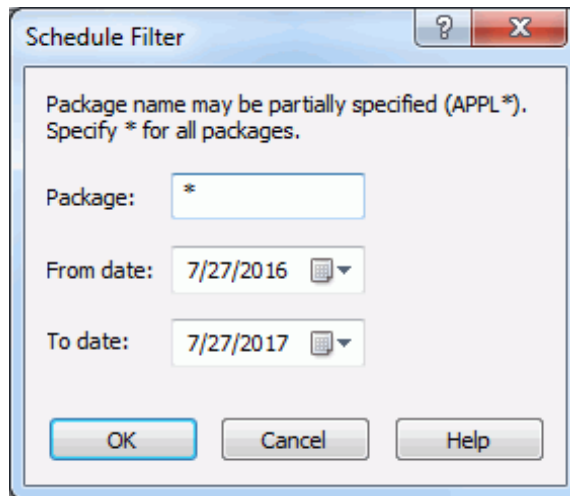 Schedule Filter
Package name may be partially specified (APPL*).
Specify * for all packages.
Package: *
From date: 7/27/2016
To date: 7/27/2017
OK Cancel Help